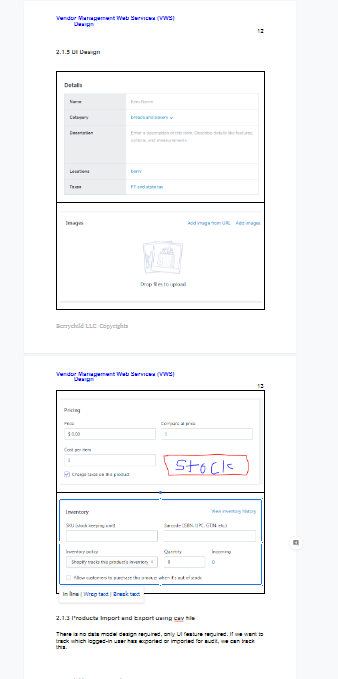 Vendor Management Web Services (VWS)
Design
12
2.1.5 UI Design
Details
Name
Item Name
Category
Breads and bakery
Description
Enter a description of this item. Describe details like features,
options, and measurements
Locations
Taxes
CT and state tax
Images
Add image from URL Add images
Drop files to upload
Berrychild LLC Copyrights
Vendor Management Web Services (VWS)
Design
13
Pricing
Price
Compare at price
$ 0.00
Cost per item
Stock
Charge taxes on this product
Inventory
View inventory history
SKU (stock keeping unit)
Barcode (ISBN, UPC, GTIN, etc.)
Inventory policy
Quantity
Incoming
Shopify tracks this product's inventory
0
0
Allow customers to purchase this product when it's out of stock
In line | Wrap text | Break text
2.1.3 Products Import and Export using csv file
There is no data model design required, only UI feature required. If we want to
track which logged-in user has exported or imported for audit, we can track
this.